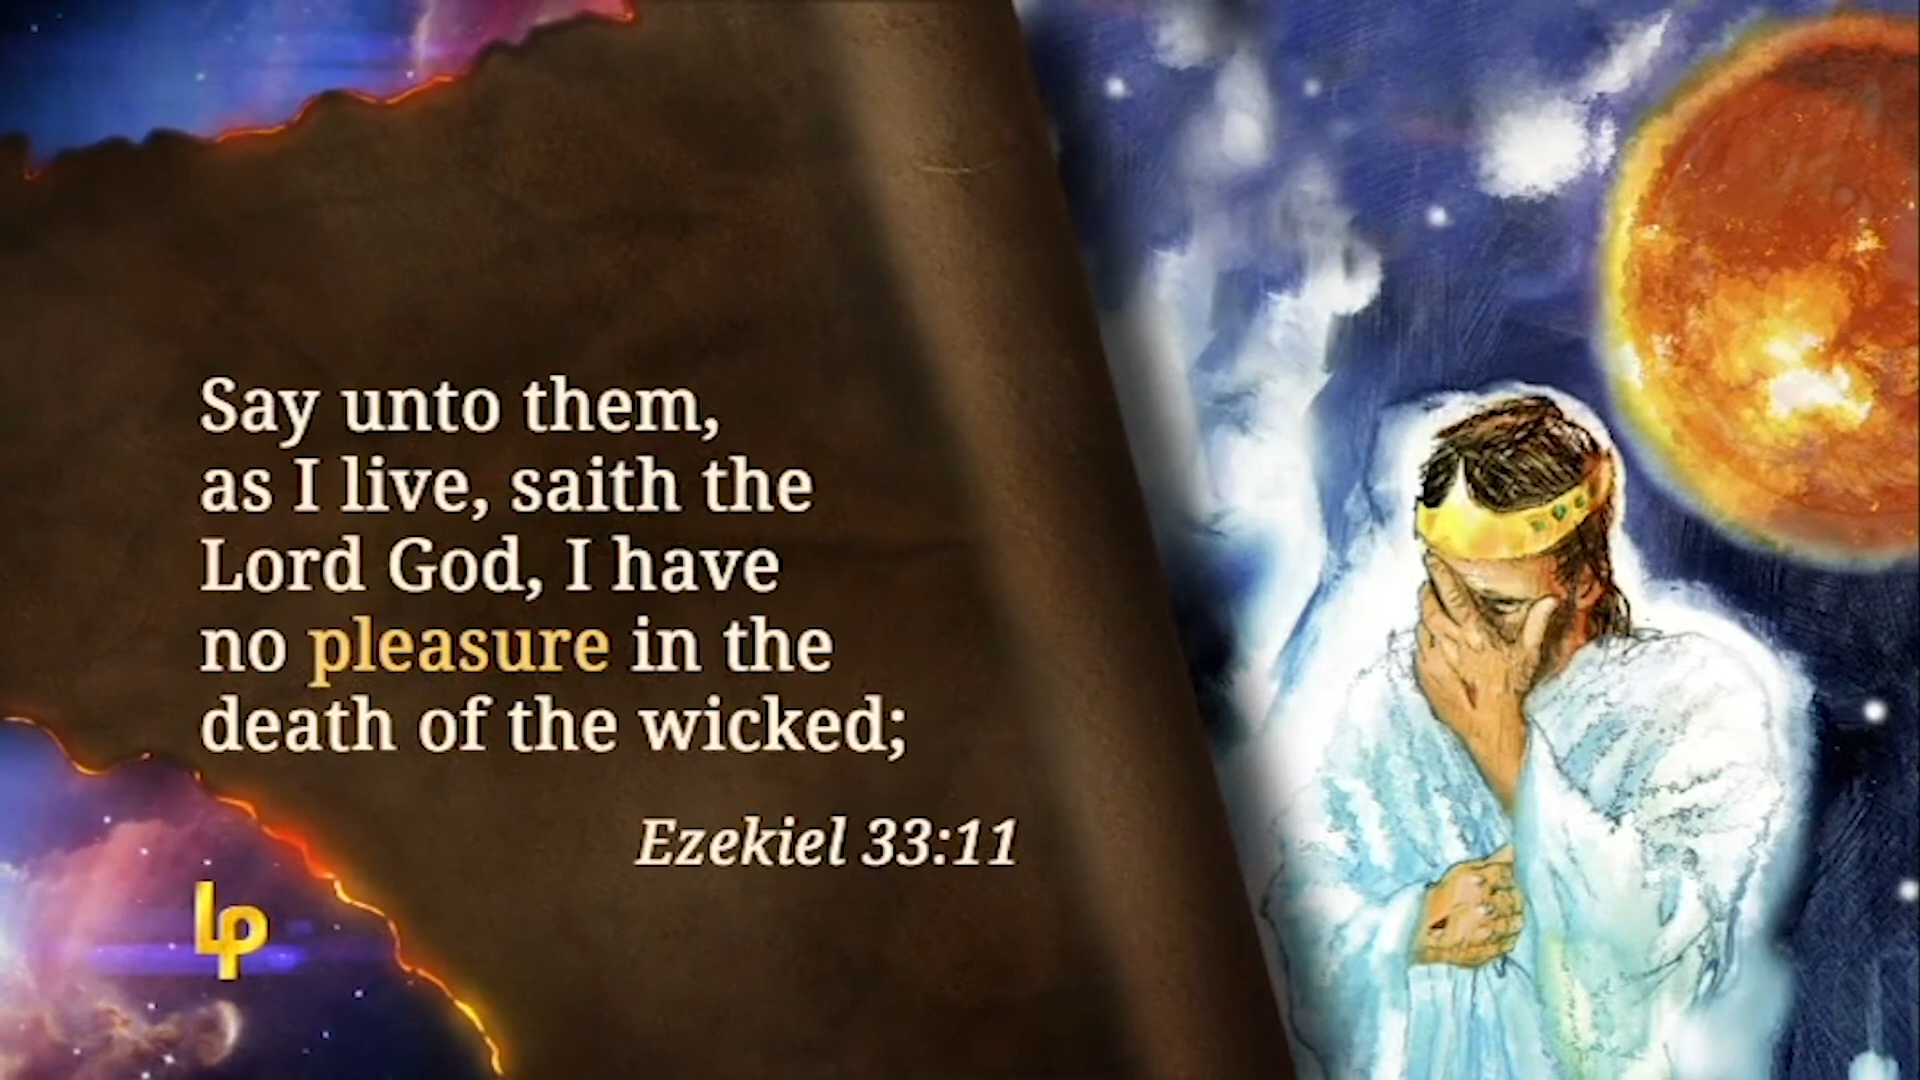 Say unto them,
as I live, saith the
Lord God, I have
no pleasure in the
death of the wicked;
Ezekiel 33:11
Lp